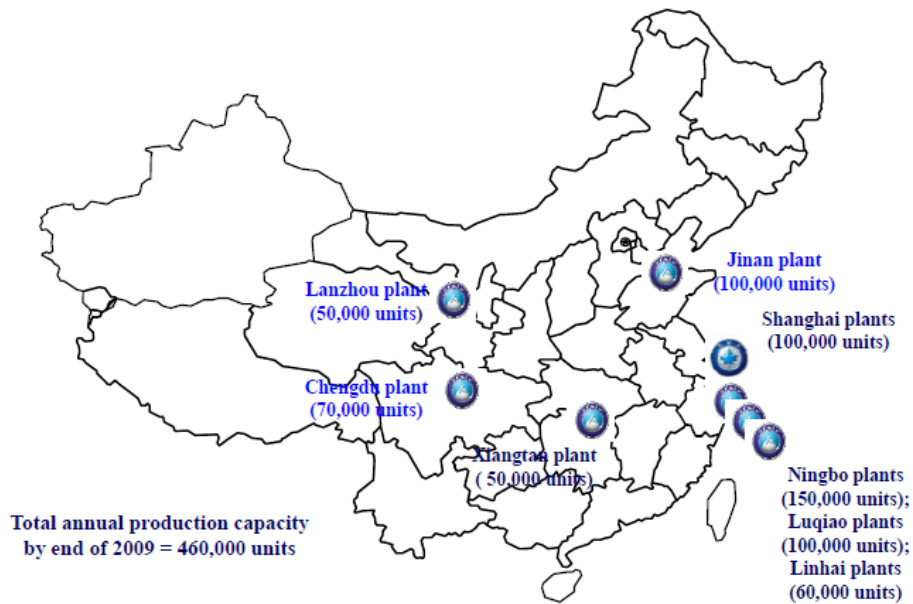 Jinan plant
(100,000 units)
Lanzhou plant
(50,000 units)
Shanghai plants
(100,000 units)
Chengdu plant
(70,000 units)
Xiangtan plant
( 50,000 units)
Ningbo plants
(150,000 units);
Luqiao plants
(100,000 units);
Linhai plants
(60,000 units)
Total annual production capacity
by end of 2009 = 460,000 units